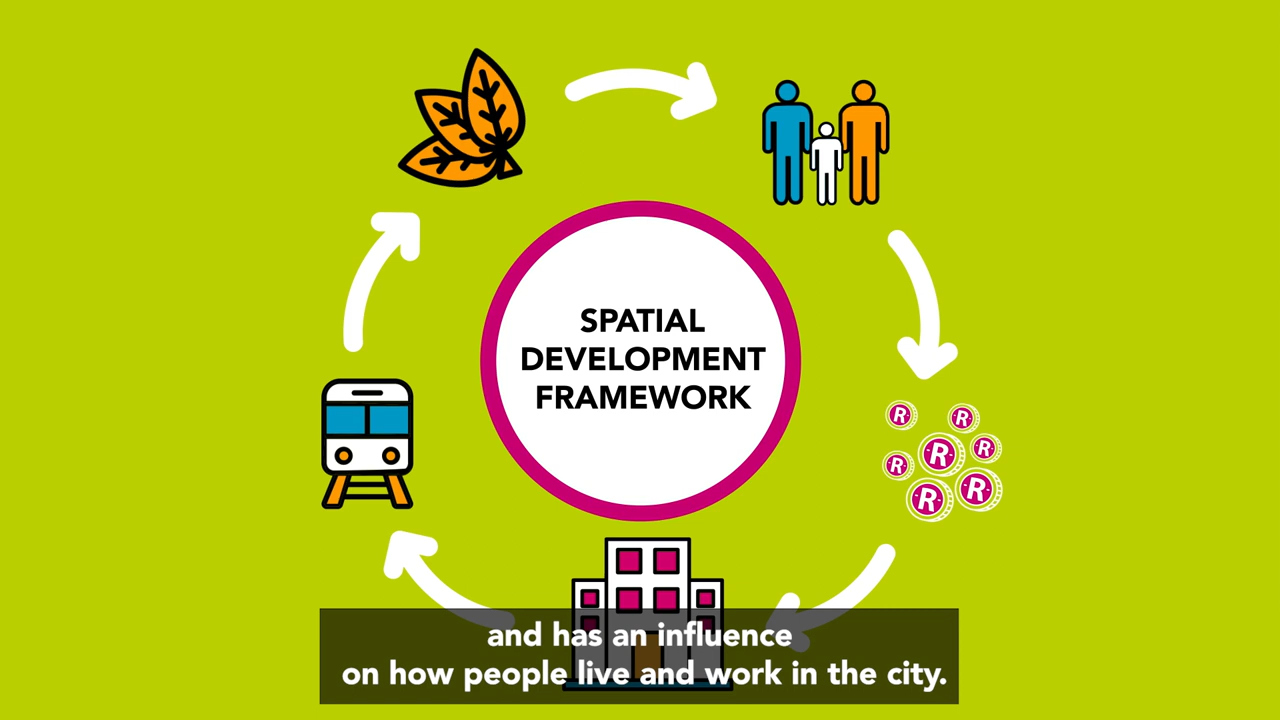 SPATIAL
DEVELOPMENT
FRAMEWORK
R
R
R
R
R
R
R
and has an influence
on how people live and work in the city.